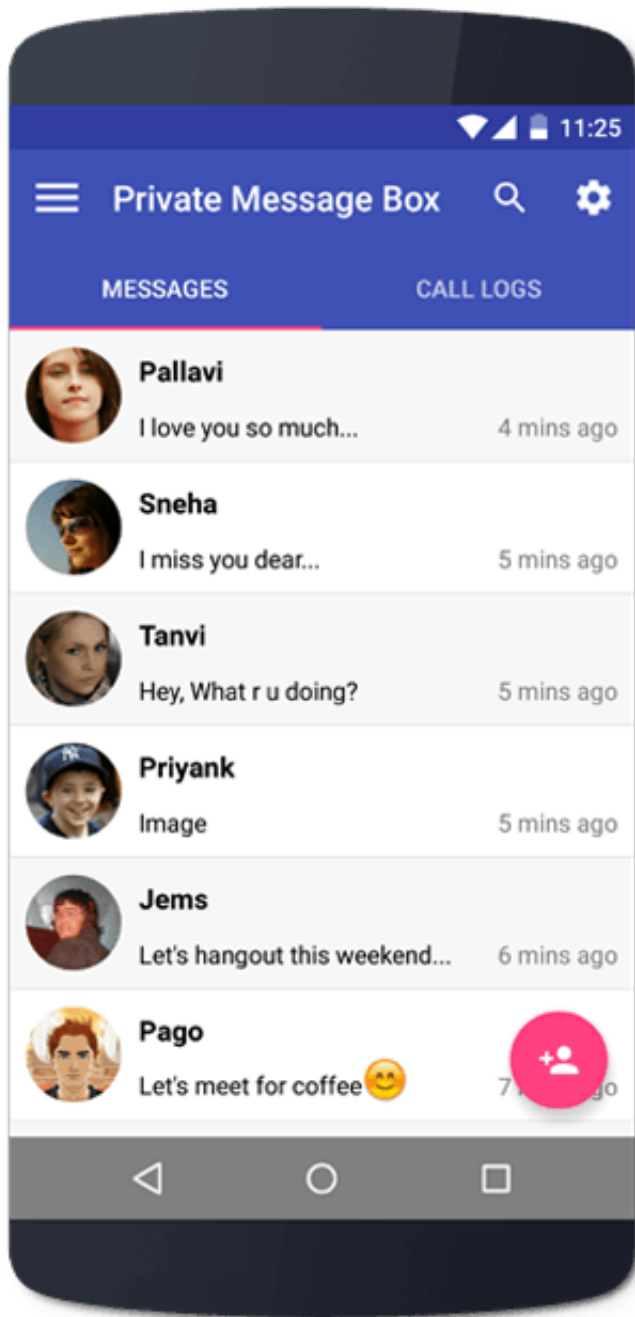 11:25
Private Message Box
MESSAGES CALL LOGS
Pallavi
I love you so much... 4 mins ago
Sneha
I miss you dear... 5 mins ago
Tanvi
Hey, What r u doing? 5 mins ago
Priyank
Image 5 mins ago
Jems
Let's hangout this weekend... 6 mins ago
Pago
Let's meet for coffee😊 7